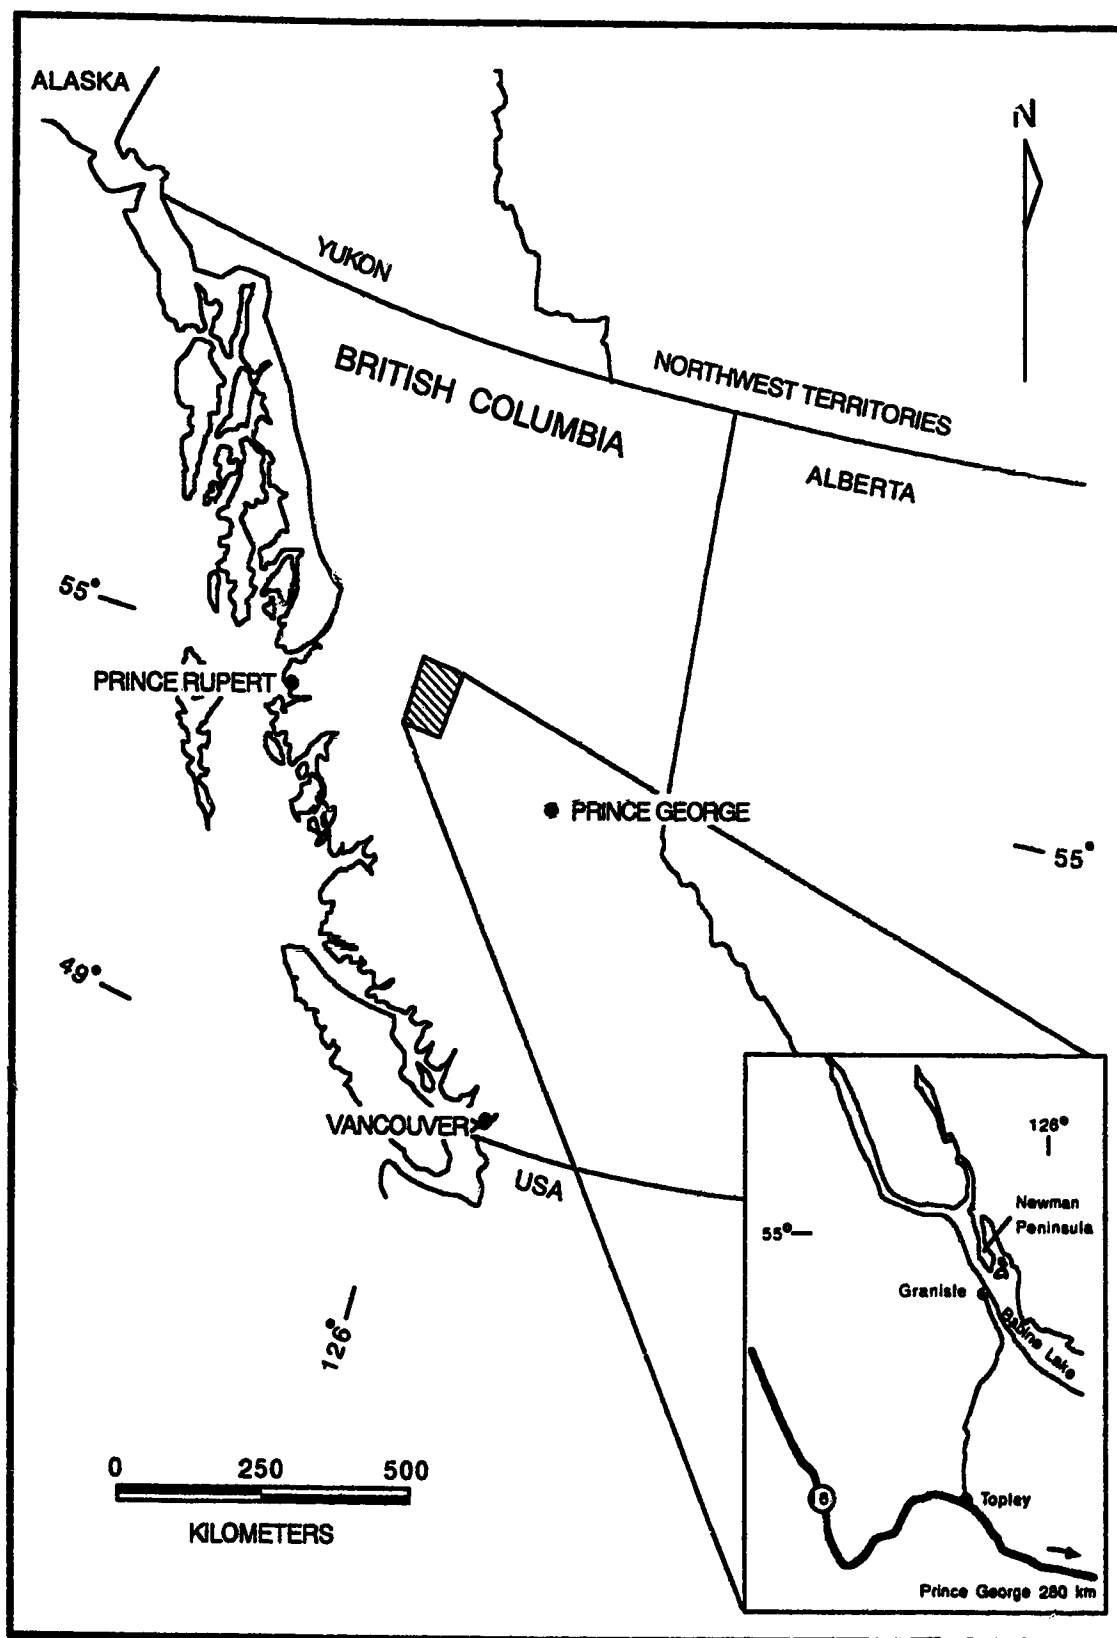 ALASKA
N
YUKON
NORTHWEST TERRITORIES
BRITISH COLUMBIA
ALBERTA
55°
PRINCE RUPERT
PRINCE GEORGE
55°
49°
VANCOUVER
USA
126°
0 250 500
KILOMETERS
126°
Newman
Peninsula
55°
Granisle
Babine Lake
Topley
Prince George 280 km